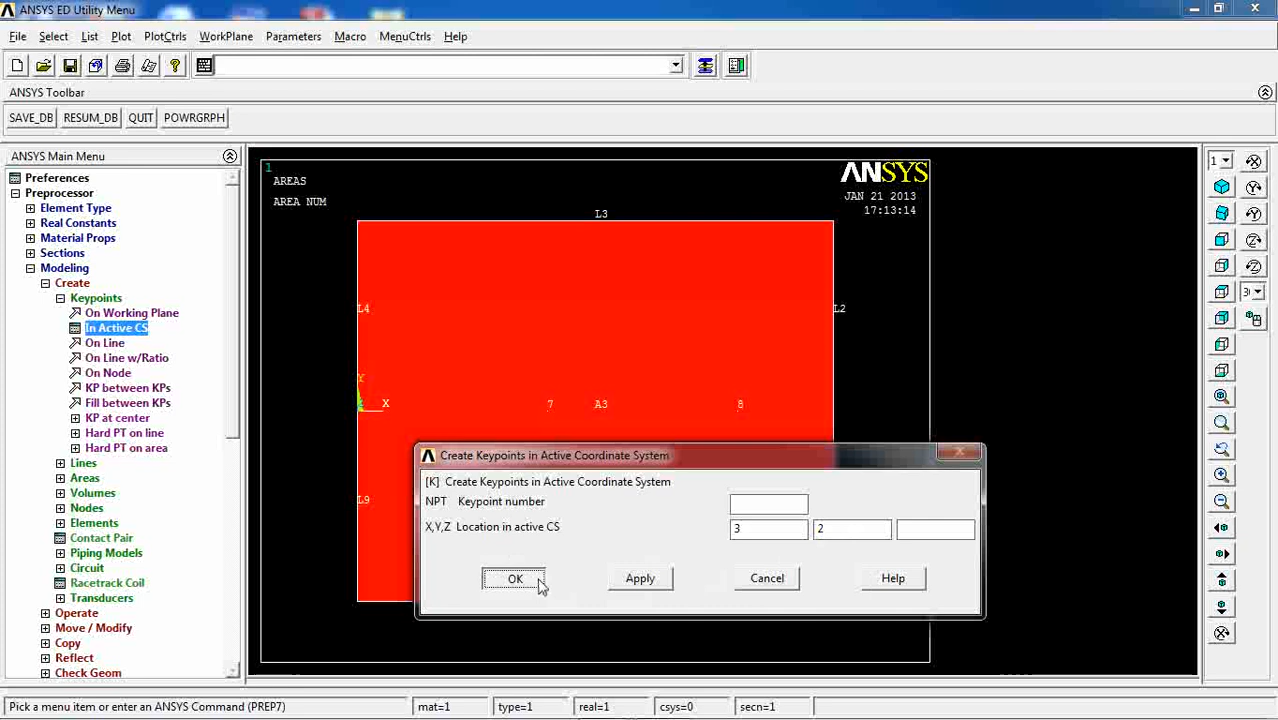 ANSYS ED Utility Menu
File Select List Plot PlotCtrls WorkPlane Parameters Macro MenuCtrls Help
ANSYS Toolbar
SAVE_DB RESUM_DB QUIT POWRGRPH
ANSYS Main Menu
Preferences
Preprocessor
Element Type
Real Constants
Material Props
Sections
Modeling
Create
Keypoints
On Working Plane
In Active CS
On Line
On Line w/Ratio
On Node
KP between KPs
Fill between KPs
KP at center
Hard PT on line
Hard PT on area
Lines
Areas
Volumes
Nodes
Elements
Contact Pair
Piping Models
Circuit
Racetrack Coil
Transducers
Operate
Move / Modify
Copy
Reflect
Check Geom
1
AREAS
AREA NUM
ANSYS
JAN 21 2013
17:13:14
L3
L4
L2
Y
X
7 A3 8
L9
Create Keypoints in Active Coordinate System
[K] Create Keypoints in Active Coordinate System
NPT Keypoint number
X,Y,Z Location in active CS 3 2
OK Apply Cancel Help
1
Pick a menu item or enter an ANSYS Command (PREP7) mat=1 type=1 real=1 csys=0 secn=1